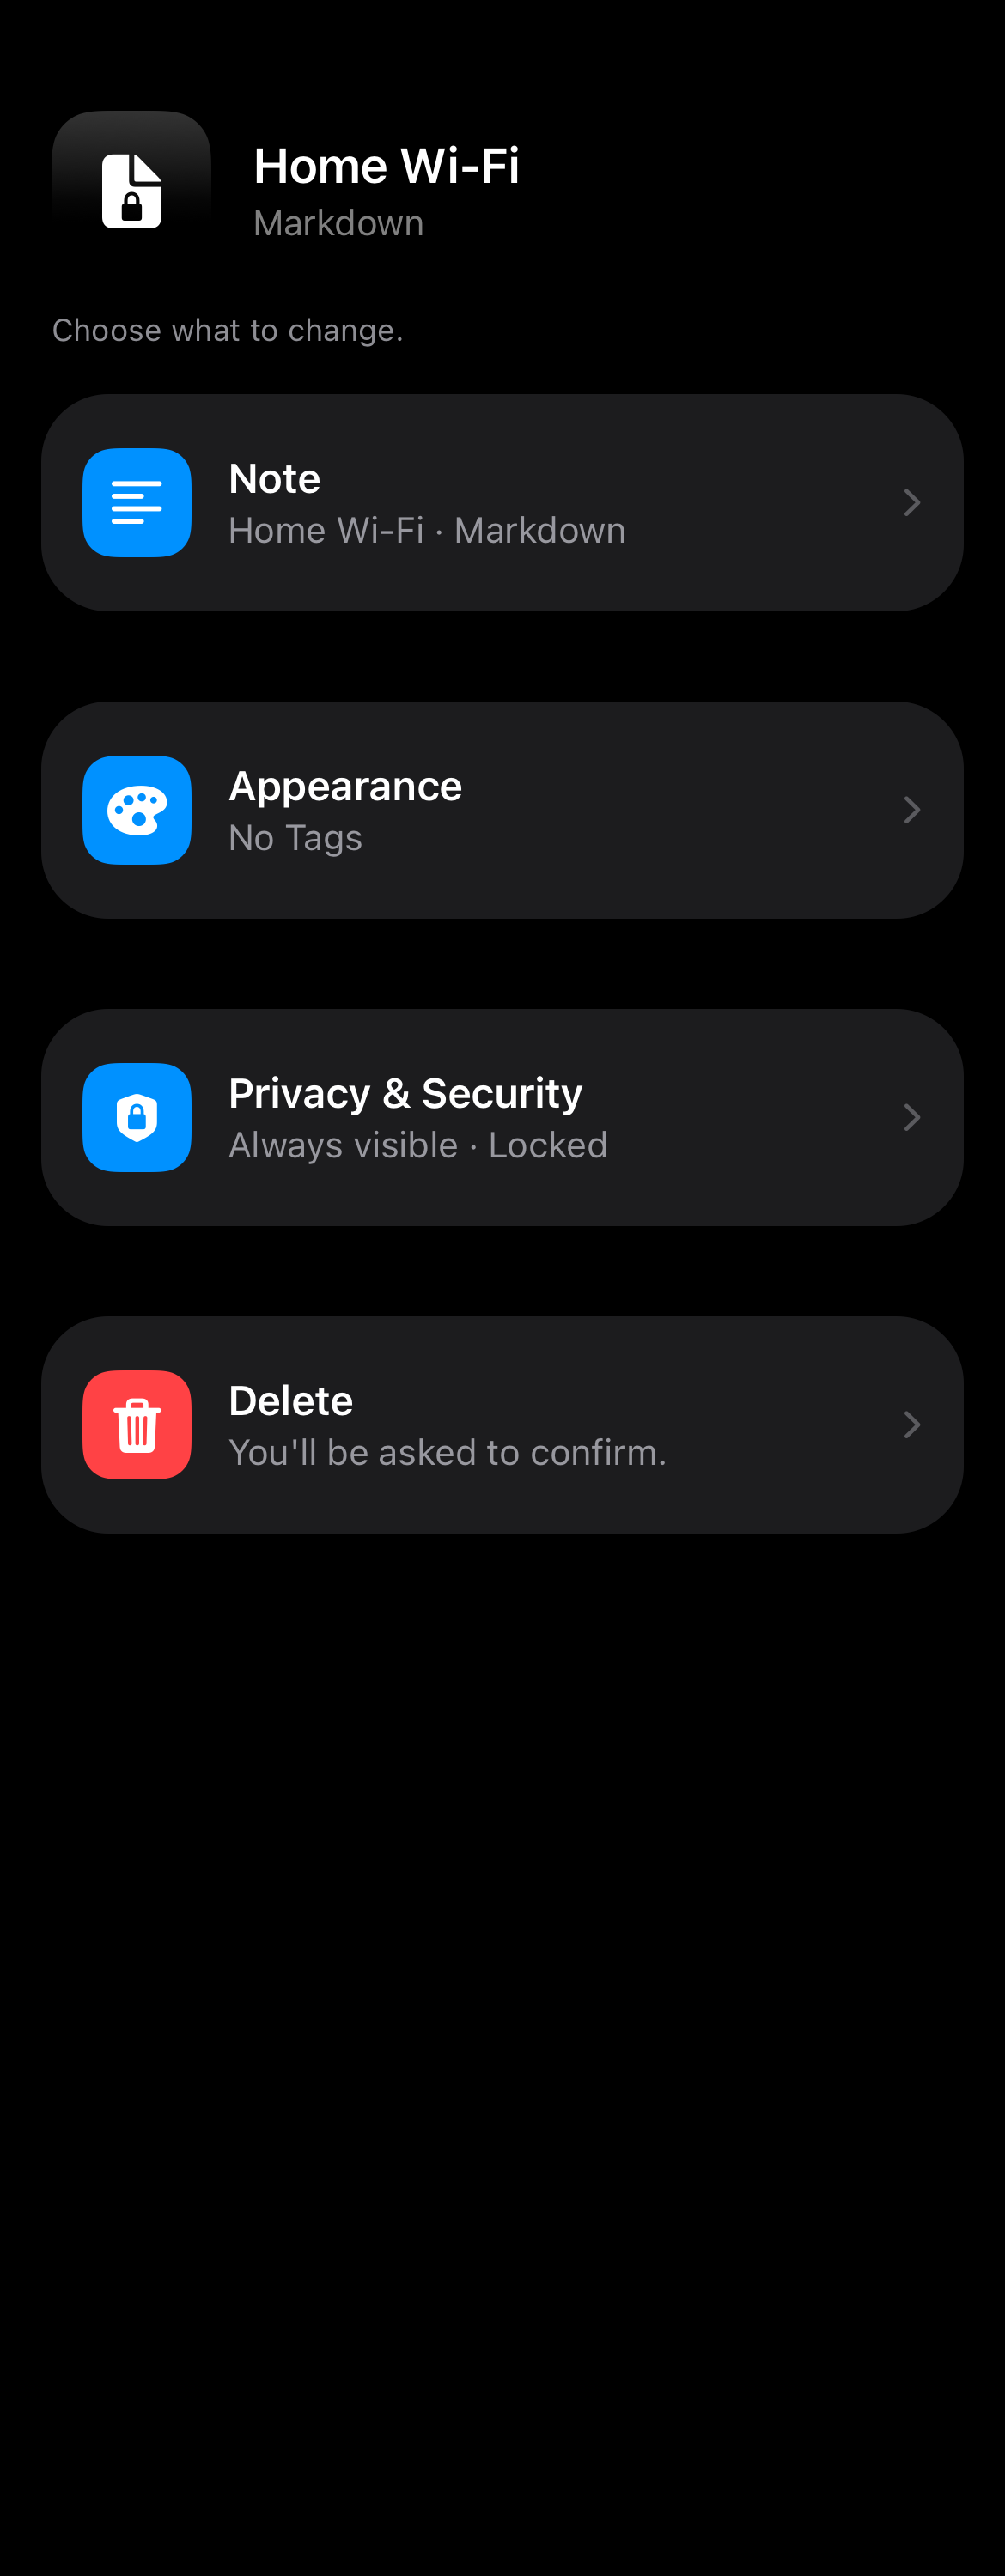 Home Wi-Fi
Markdown
Choose what to change.
Note
Home Wi-Fi · Markdown
Appearance
No Tags
Privacy & Security
Always visible · Locked
Delete
You'll be asked to confirm.